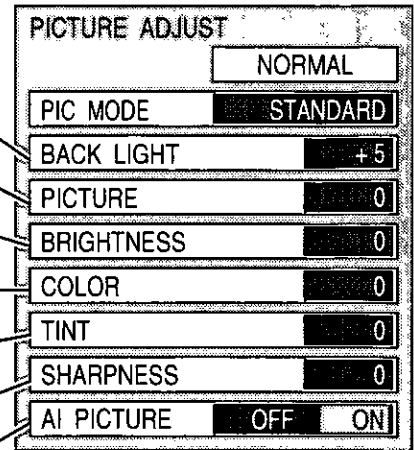 PICTURE ADJUST
NORMAL
PIC MODE STANDARD
BACK LIGHT +5
PICTURE 0
BRIGHTNESS 0
COLOR 0
TINT 0
SHARPNESS 0
AI PICTURE OFF ON